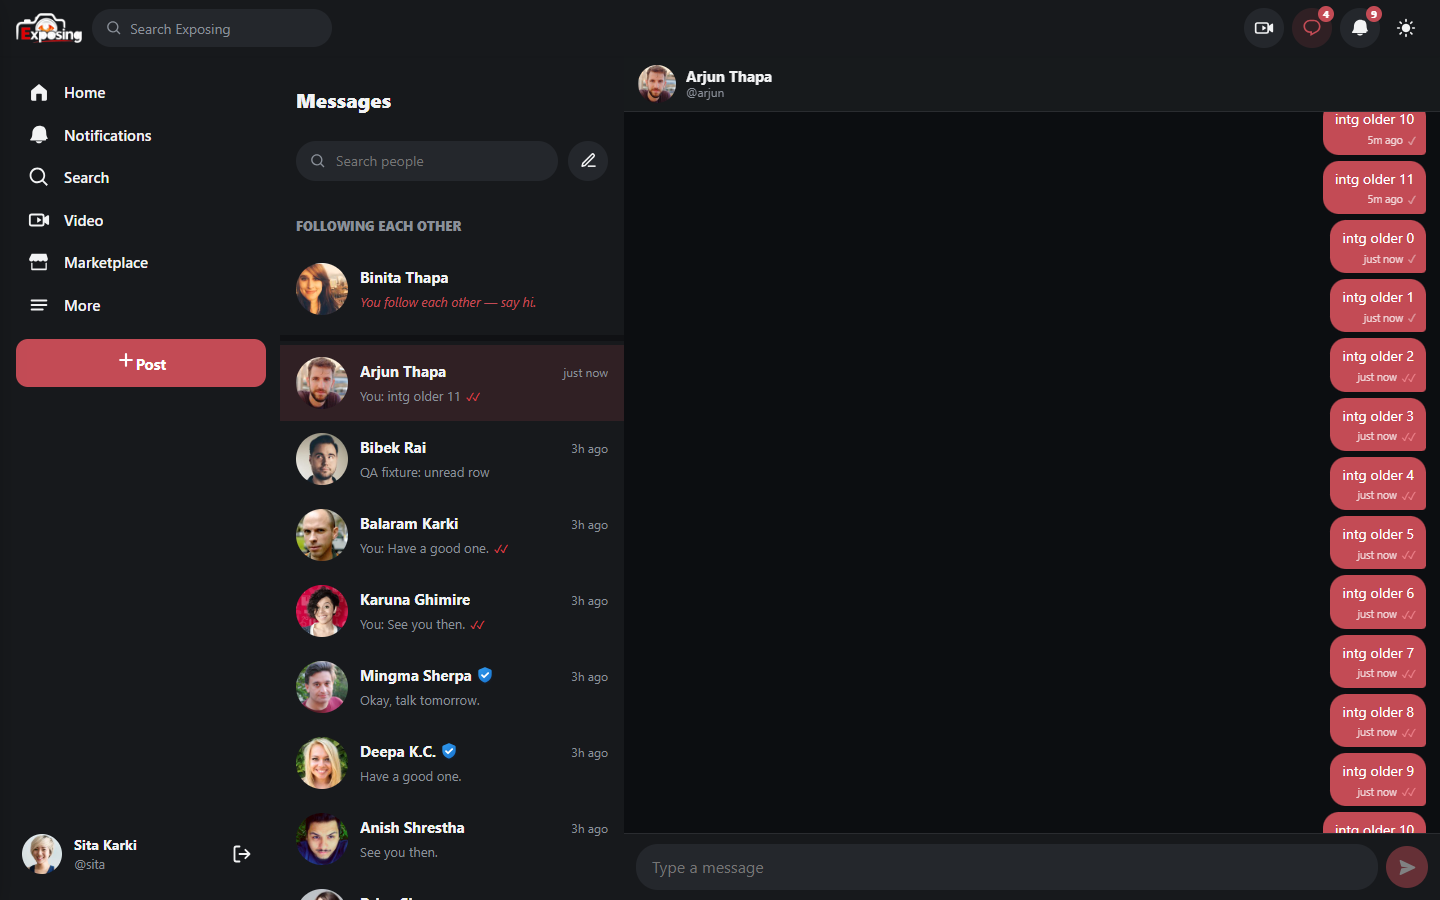 Exposing
Search Exposing
4
9
Home
Notifications
Search
Video
Marketplace
More
Post
Sita Karki
@sita
Messages
Search people
FOLLOWING EACH OTHER
Binita Thapa
You follow each other — say hi.
Arjun Thapa
just now
You: intg older 11
Bibek Rai
3h ago
QA fixture: unread row
Balaram Karki
3h ago
You: Have a good one.
Karuna Ghimire
3h ago
You: See you then.
Mingma Sherpa
3h ago
Okay, talk tomorrow.
Deepa K.C.
3h ago
Have a good one.
Anish Shrestha
3h ago
See you then.
Arjun Thapa
@arjun
intg older 10
5m ago
intg older 11
5m ago
intg older 0
just now
intg older 1
just now
intg older 2
just now
intg older 3
just now
intg older 4
just now
intg older 5
just now
intg older 6
just now
intg older 7
just now
intg older 8
just now
intg older 9
just now
intg older 10
Type a message